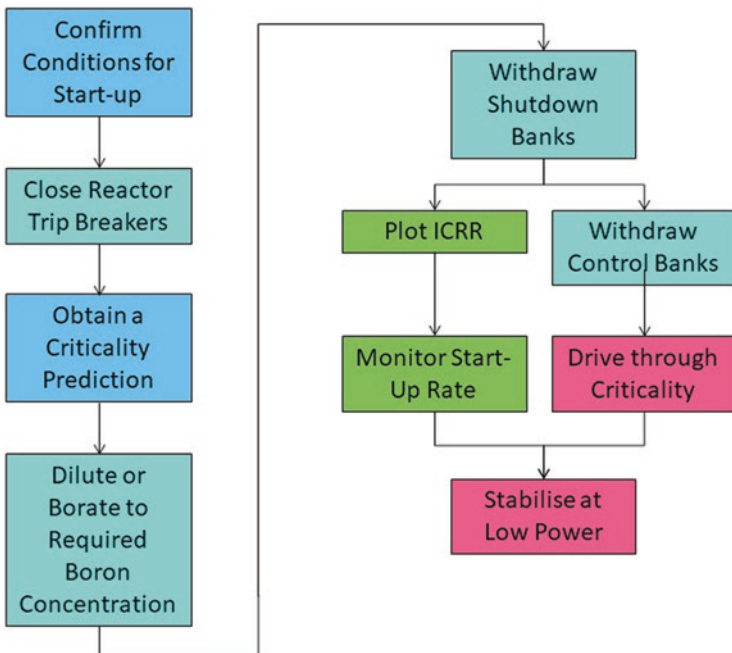 Confirm
Conditions for
Start-up
Close Reactor
Trip Breakers
Obtain a
Criticality
Prediction
Dilute or
Borate to
Required
Boron
Concentration
Withdraw
Shutdown
Banks
Plot ICRR
Withdraw
Control Banks
Monitor Start-
Up Rate
Drive through
Criticality
Stabilise at
Low Power